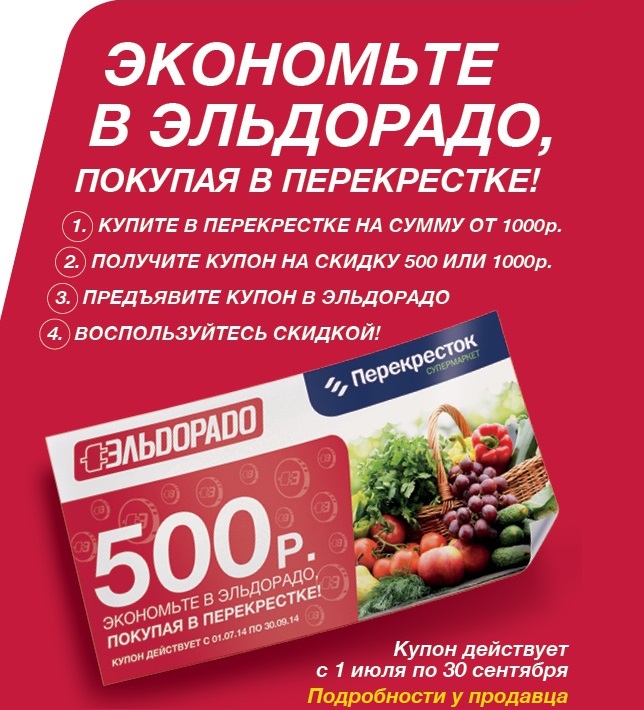 ЭКОНОМЬТЕ
В ЭЛЬДОРАДО,
ПОКУПАЯ В ПЕРЕКРЕСТКЕ!
1. КУПИТЕ В ПЕРЕКРЕСТКЕ НА СУММУ ОТ 1000р.
2. ПОЛУЧИТЕ КУПОН НА СКИДКУ 500 ИЛИ 1000р.
3. ПРЕДЪЯВИТЕ КУПОН В ЭЛЬДОРАДО
4. ВОСПОЛЬЗУЙТЕСЬ СКИДКОЙ!
Перекресток
СУПЕРМАРКЕТ
ЭЛЬДОРАДО
500Р.
ЭКОНОМЬТЕ В ЭЛЬДОРАДО,
ПОКУПАЯ В ПЕРЕКРЕСТКЕ!
КУПОН ДЕЙСТВУЕТ С 01.07.14 ПО 30.09.14
Купон действует
с 1 июля по 30 сентября
Подробности у продавца